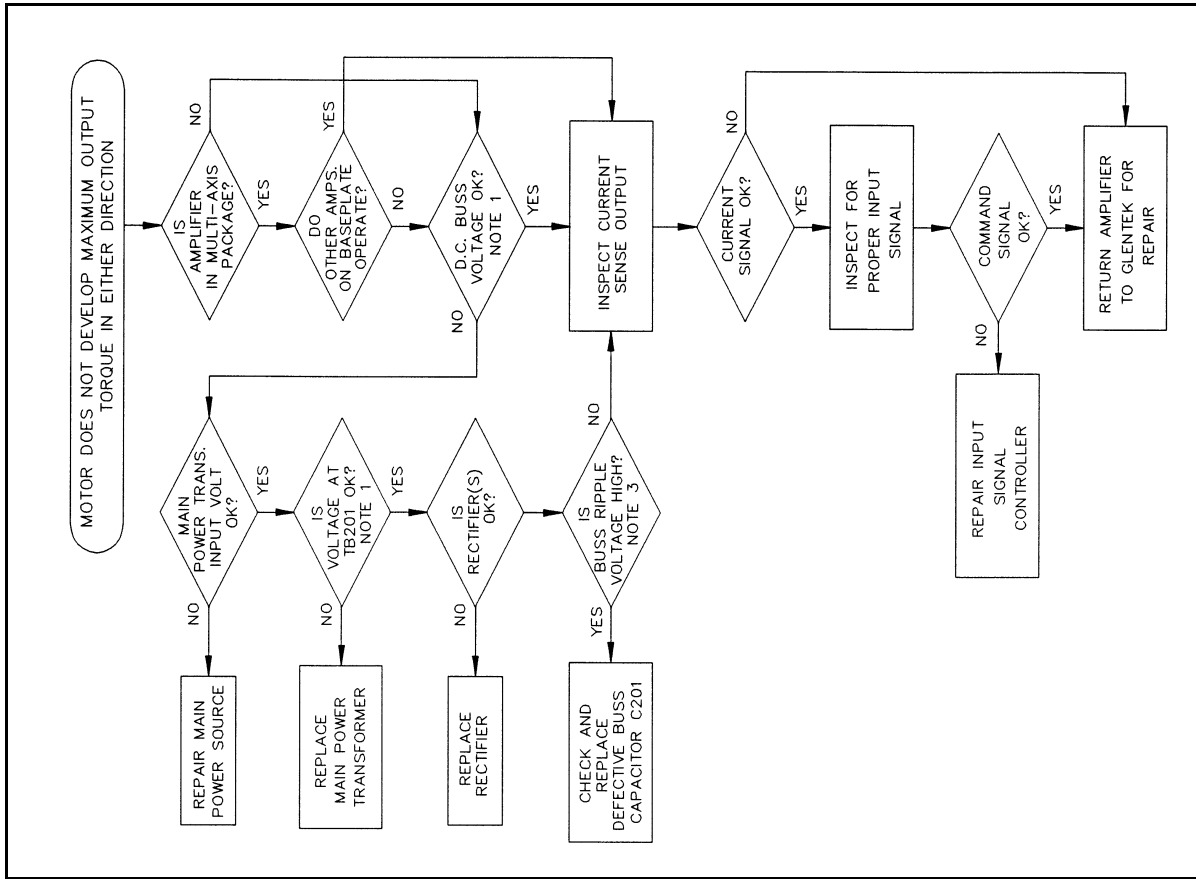 MOTOR DOES NOT DEVELOP MAXIMUM OUTPUT
TORQUE IN EITHER DIRECTION
IS
AMPLIFIER
IN MULTI-AXIS
PACKAGE?
NO
YES
DO
OTHER AMPS.
ON BASEPLATE
OPERATE?
YES
NO
D.C. BUSS
VOLTAGE OK?
NOTE 1
NO
YES
MAIN
POWER TRANS.
INPUT VOLT
OK?
NO
YES
REPAIR MAIN
POWER SOURCE
IS
VOLTAGE AT
TB201 OK?
NOTE 1
NO
YES
REPLACE
MAIN POWER
TRANSFORMER
IS
RECTIFIER(S)
OK?
NO
REPLACE
RECTIFIER
IS
BUSS RIPPLE
VOLTAGE HIGH?
NOTE 3
YES
NO
CHECK AND
REPLACE
DEFECTIVE BUSS
CAPACITOR C201
INSPECT CURRENT
SENSE OUTPUT
CURRENT
SIGNAL OK?
NO
YES
INSPECT FOR
PROPER INPUT
SIGNAL
COMMAND
SIGNAL
OK?
NO
YES
REPAIR INPUT
SIGNAL
CONTROLLER
RETURN AMPLIFIER
TO GLENTEK FOR
REPAIR